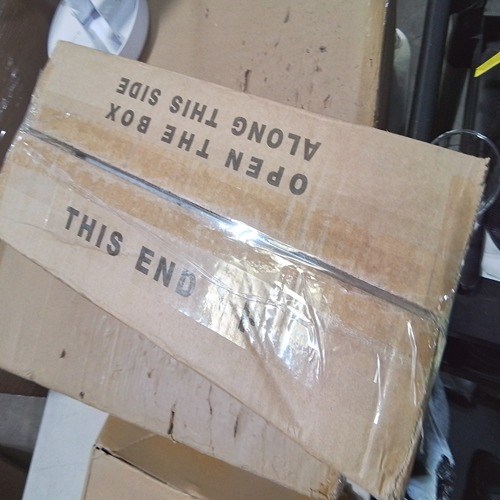 OPEN THE BOX
ALONG THIS SIDE
THIS END